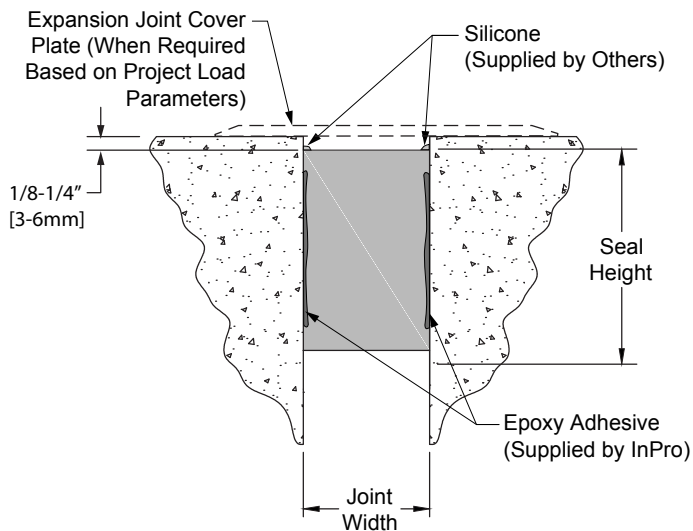 Expansion Joint Cover
Plate (When Required
Based on Project Load
Parameters)
Silicone
(Supplied by Others)
1/8-1/4"
[3-6mm]
Seal
Height
Epoxy Adhesive
(Supplied by InPro)
Joint
Width